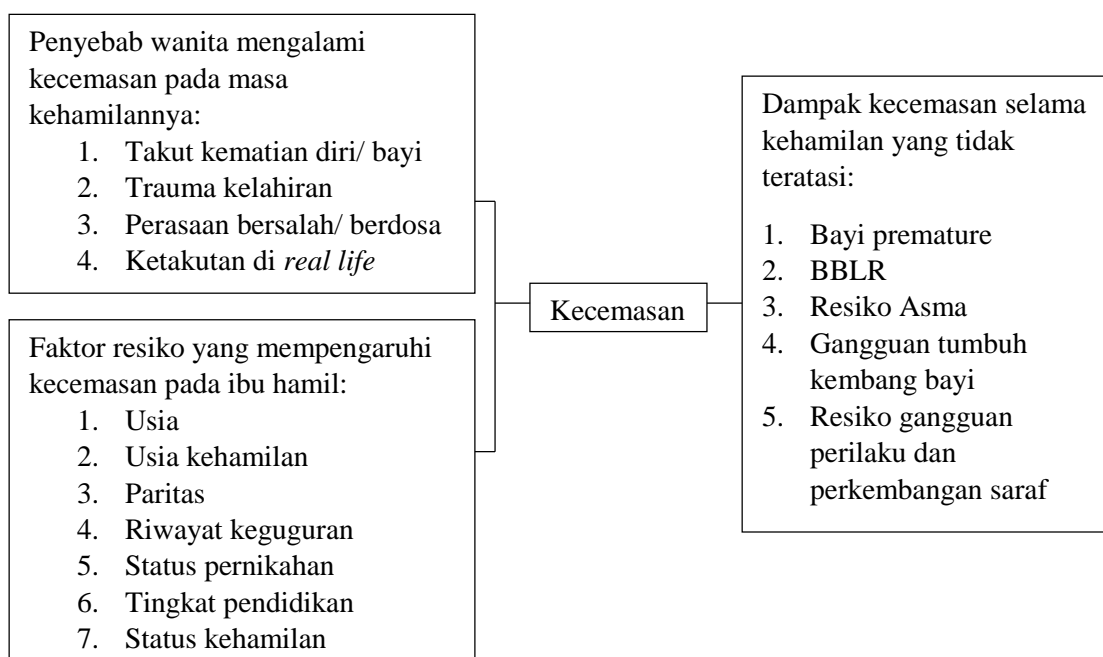 Penyebab wanita mengalami
kecemasan pada masa
kehamilannya:
1. Takut kematian diri/ bayi
2. Trauma kelahiran
3. Perasaan bersalah/ berdosa
4. Ketakutan di real life
Faktor resiko yang mempengaruhi
kecemasan pada ibu hamil:
1. Usia
2. Usia kehamilan
3. Paritas
4. Riwayat keguguran
5. Status pernikahan
6. Tingkat pendidikan
7. Status kehamilan
Kecemasan
Dampak kecemasan selama
kehamilan yang tidak
teratasi:
1. Bayi premature
2. BBLR
3. Resiko Asma
4. Gangguan tumbuh
kembang bayi
5. Resiko gangguan
perilaku dan
perkembangan saraf